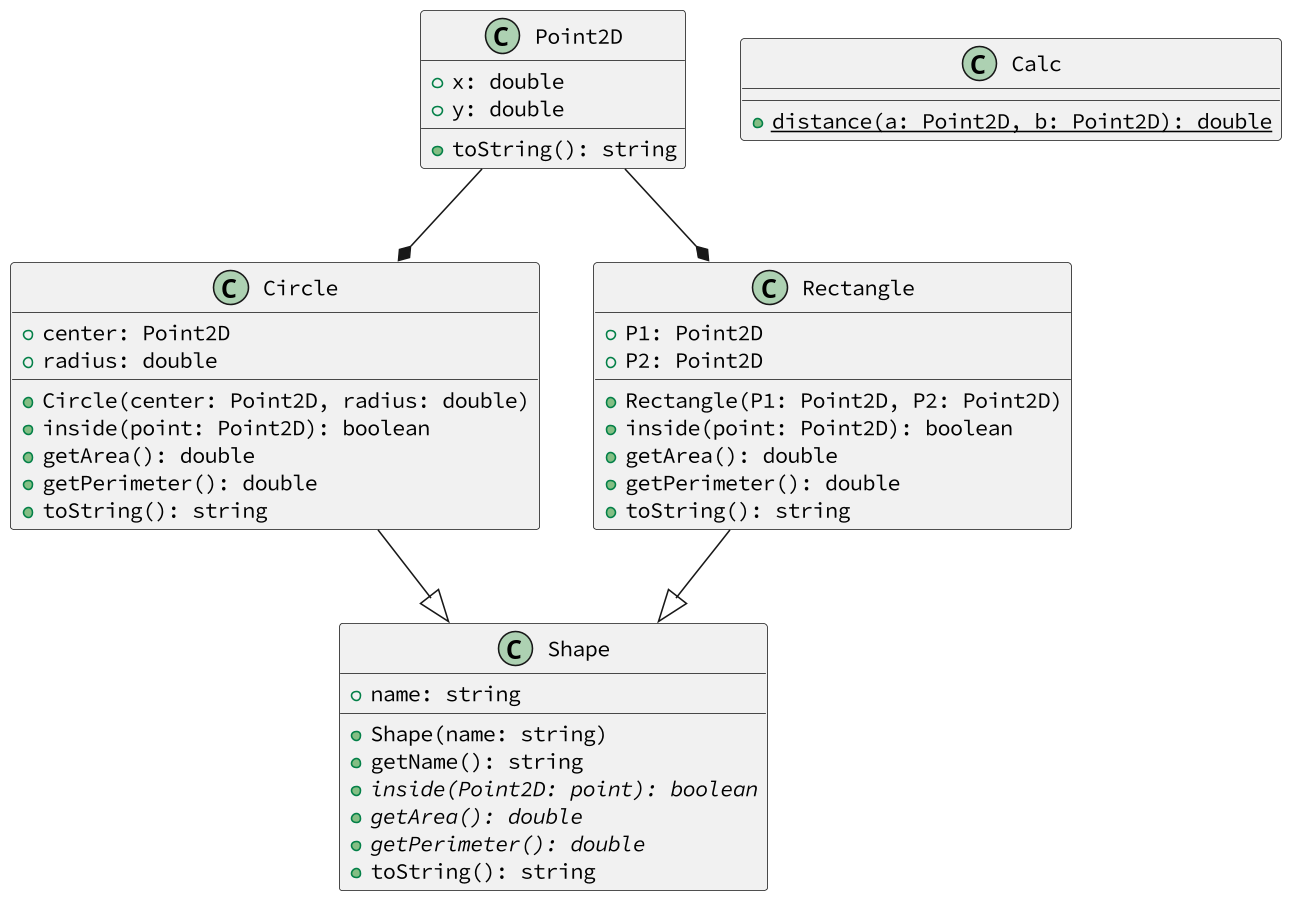 C Point2D
x: double
y: double
toString(): string
C Calc
distance(a: Point2D, b: Point2D): double
C Circle
center: Point2D
radius: double
Circle(center: Point2D, radius: double)
inside(point: Point2D): boolean
getArea(): double
getPerimeter(): double
toString(): string
C Rectangle
P1: Point2D
P2: Point2D
Rectangle(P1: Point2D, P2: Point2D)
inside(point: Point2D): boolean
getArea(): double
getPerimeter(): double
toString(): string
C Shape
name: string
Shape(name: string)
getName(): string
inside(Point2D: point): boolean
getArea(): double
getPerimeter(): double
toString(): string